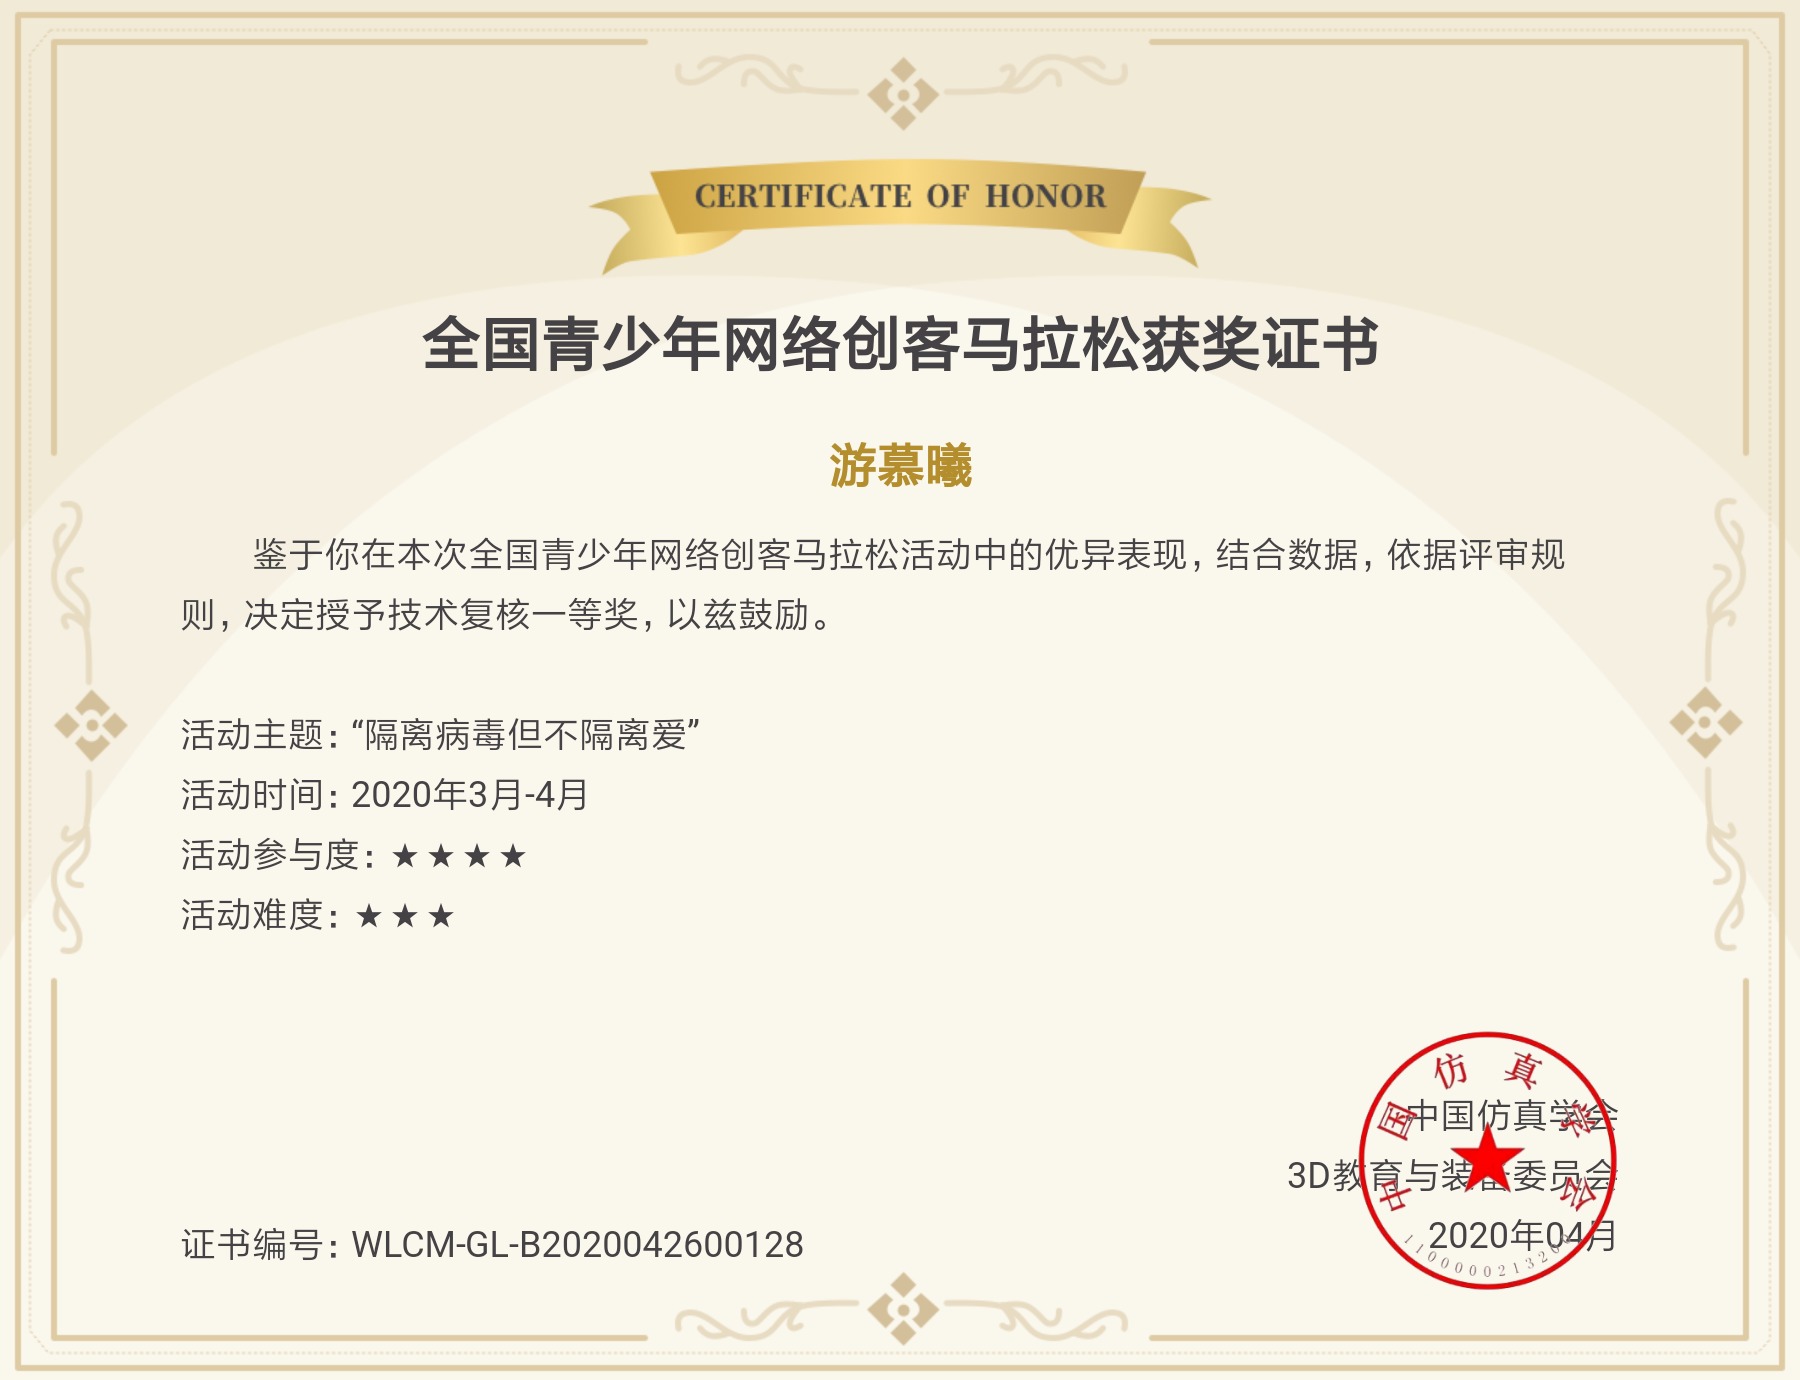 CERTIFICATE OF HONOR
全国青少年网络创客马拉松获奖证书
游慕曦
鉴于你在本次全国青少年网络创客马拉松活动中的优异表现，结合数据，依据评审规
则，决定授予技术复核一等奖，以兹鼓励。
活动主题：“隔离病毒但不隔离爱”
活动时间：2020年3月-4月
活动参与度：★★★★
活动难度：★★★
中国仿真学会
中国仿真学会
3D教育与装备委员会
2020年04月
证书编号：WLCM-GL-B2020042600128